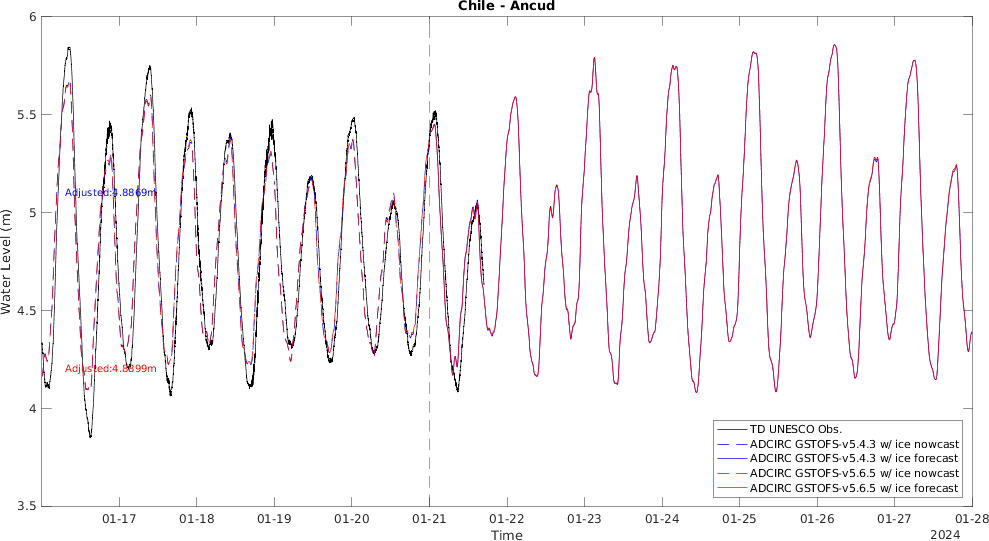 Chile - Ancud
6
5.5
5
4.5
4
3.5
Water Level (m)
Adjusted:4.8869m
Adjusted:4.8899m
TD UNESCO Obs.
ADCIRC GSTOFS-v5.4.3 w/ ice nowcast
ADCIRC GSTOFS-v5.4.3 w/ ice forecast
ADCIRC GSTOFS-v5.6.5 w/ ice nowcast
ADCIRC GSTOFS-v5.6.5 w/ ice forecast
01-17 01-18 01-19 01-20 01-21 01-22 01-23 01-24 01-25 01-26 01-27 01-28
Time
2024